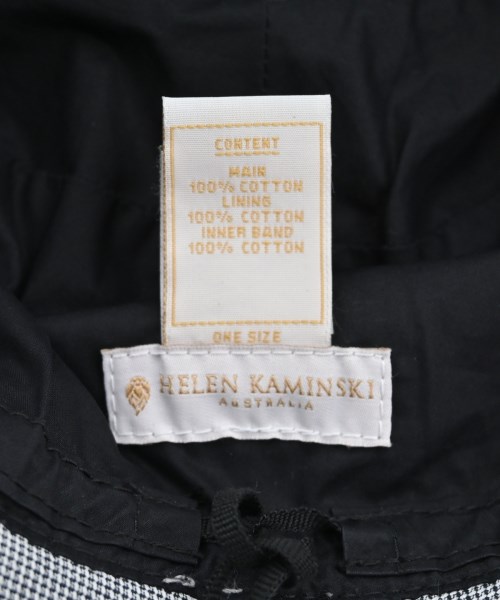 CONTENT
MAIN
100% COTTON
LINING
100% COTTON
INNER BAND
100% COTTON
ONE SIZE
HELEN KAMINSKI
AUSTRALIA